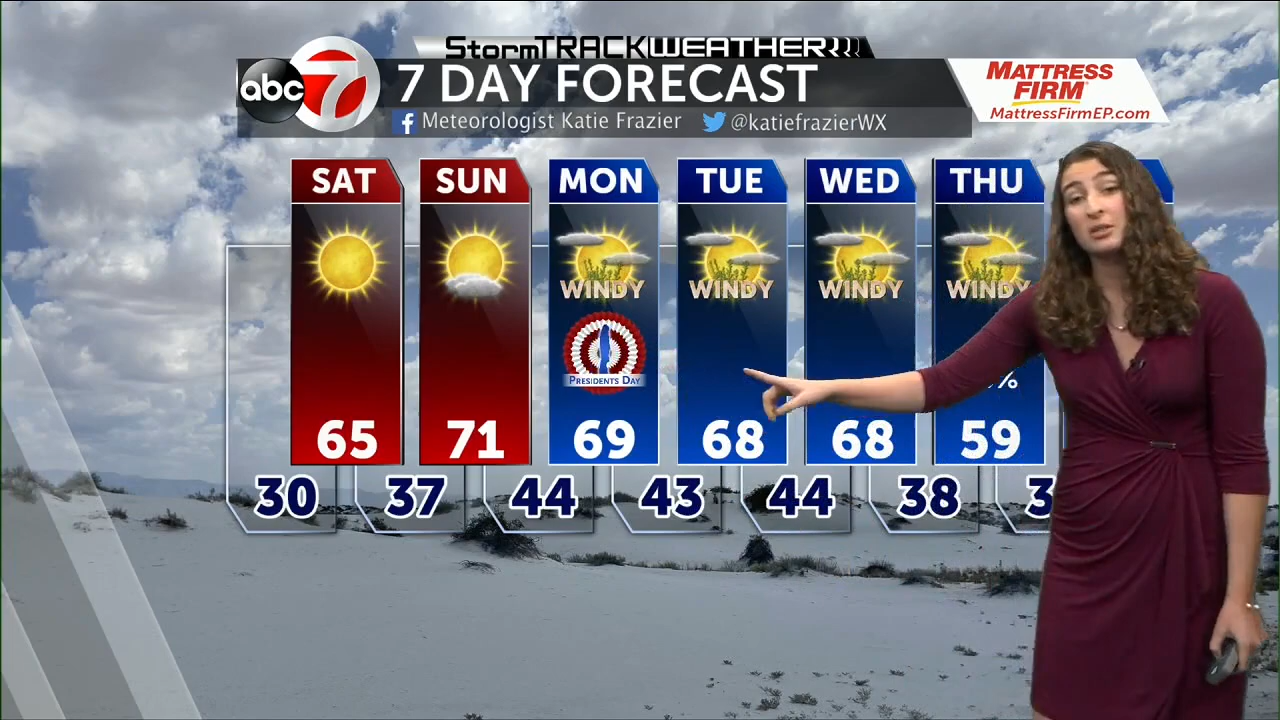 StormTRACKWEATHER
abc 7
7 DAY FORECAST
Meteorologist Katie Frazier @katiefrazierWX
MATTRESS
FIRM
MattressFirmEP.com
SAT SUN MON TUE WED THU
WINDY WINDY WINDY WINDY
PRESIDENTS DAY
%
65 71 69 68 68 59
30 37 44 43 44 38 3